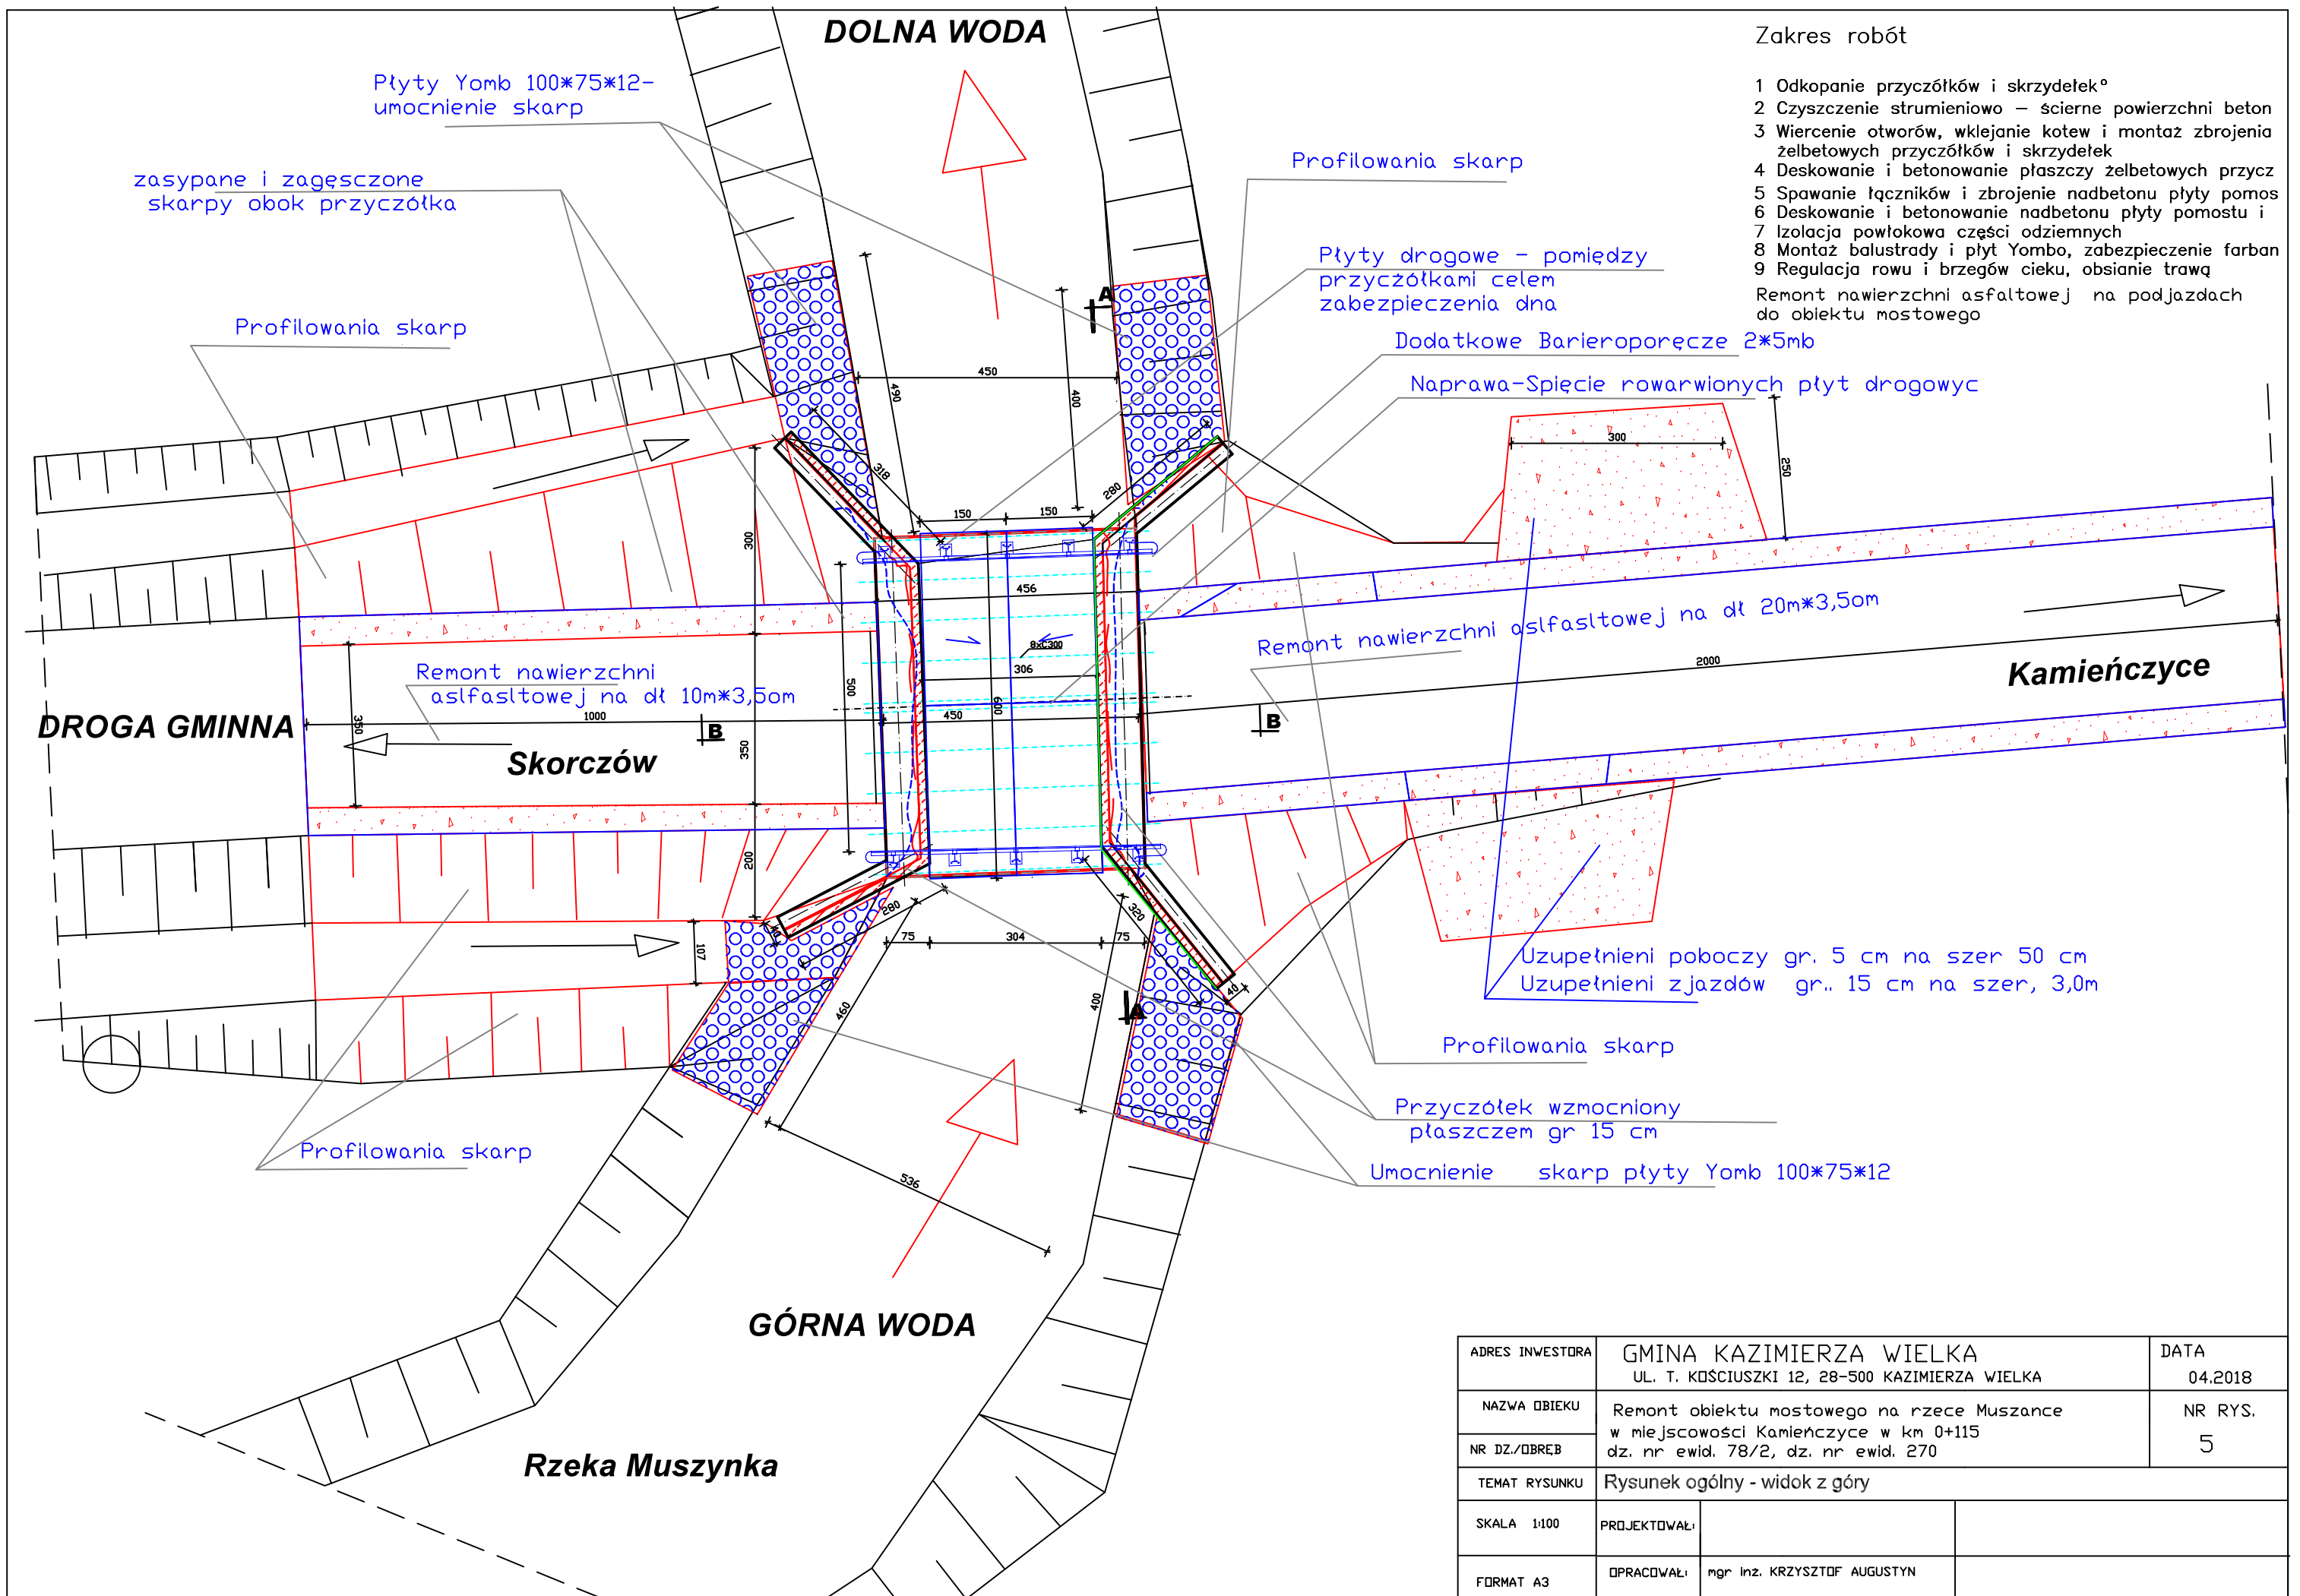 DOLNA WODA
Zakres robót
1 Odkopanie przyczółków i skrzydełek°
2 Czyszczenie strumieniowo – ścierne powierzchni beton
3 Wiercenie otworów, wklejanie kotew i montaż zbrojenia
żelbetowych przyczółków i skrzydełek
4 Deskowanie i betonowanie płaszczy żelbetowych przycz
5 Spawanie łączników i zbrojenie nadbetonu płyty pomos
6 Deskowanie i betonowanie nadbetonu płyty pomostu i
7 Izolacja powłokowa części odziemnych
8 Montaż balustrady i płyt Yombo, zabezpieczenie farban
9 Regulacja rowu i brzegów cieku, obsianie trawą
Remont nawierzchni asfaltowej na podjazdach
do obiektu mostowego
Płyty Yomb 100*75*12-
umocnienie skarp
zasypane i zagęsczone
skarpy obok przyczółka
Profilowania skarp
Profilowania skarp
Płyty drogowe - pomiędzy
przyczółkami celem
zabezpieczenia dna
Dodatkowe Barieroporęcze 2*5mb
Naprawa-Spięcie rowarwionych płyt drogowyc
A
490
450
400
318
280
300
250
150
150
300
456
8xC300
306
500
600
450
350
1000
350
200
Remont nawierzchni
aslfasltowej na dł 10m*3,5om
Remont nawierzchni aslfasltowej na dł 20m*3,5om
2000
Kamieńczyce
DROGA GMINNA
Skorczów
B
B
280
40
107
75
304
75
320
40
460
400
A
536
Uzupełnieni poboczy gr. 5 cm na szer 50 cm
Uzupełnieni zjazdów gr.. 15 cm na szer, 3,0m
Profilowania skarp
Przyczółek wzmocniony
płaszczem gr 15 cm
Umocnienie skarp płyty Yomb 100*75*12
Profilowania skarp
GÓRNA WODA
Rzeka Muszynka
ADRES INWESTORA
GMINA KAZIMIERZA WIELKA
UL. T. KOŚCIUSZKI 12, 28-500 KAZIMIERZA WIELKA
DATA
04.2018
NAZWA OBIEKU
Remont obiektu mostowego na rzece Muszance
w miejscowości Kamieńczyce w km 0+115
NR DZ./OBRĘB
dz. nr ewid. 78/2, dz. nr ewid. 270
NR RYS.
5
TEMAT RYSUNKU
Rysunek ogólny - widok z góry
SKALA 1:100
PROJEKTOWAŁ:
FORMAT A3
OPRACOWAŁ:
mgr inż. KRZYSZTOF AUGUSTYN